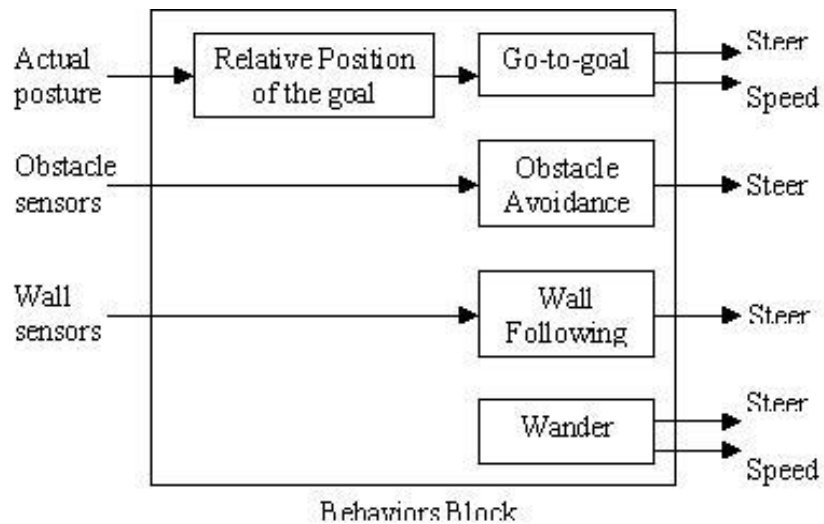 Actual
posture
Relative Position
of the goal
Go-to-goal
Steer
Speed
Obstacle
sensors
Obstacle
Avoidance
Steer
Wall
sensors
Wall
Following
Steer
Wander
Steer
Speed
Behaviors Block